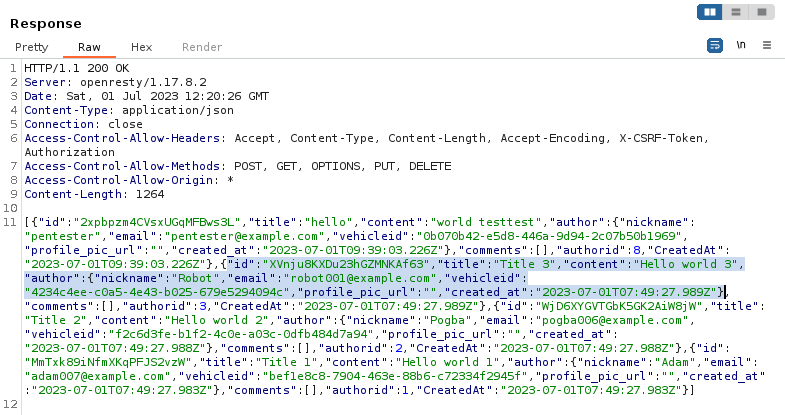 Response
Pretty Raw Hex Render \n
1 HTTP/1.1 200 OK
2 Server: openresty/1.17.8.2
3 Date: Sat, 01 Jul 2023 12:20:26 GMT
4 Content-Type: application/json
5 Connection: close
6 Access-Control-Allow-Headers: Accept, Content-Type, Content-Length, Accept-Encoding, X-CSRF-Token,
Authorization
7 Access-Control-Allow-Methods: POST, GET, OPTIONS, PUT, DELETE
8 Access-Control-Allow-Origin: *
9 Content-Length: 1264
10
11 [{"id":"2xpbpzm4CVsxUGqMFBws3L","title":"hello","content":"world testtest","author":{"nickname":
"pentester","email":"pentester@example.com","vehicleid":"0b070b42-e5d8-446a-9d94-2c07b50b1969",
"profile_pic_url":"","created_at":"2023-07-01T09:39:03.226Z"},"comments":[],"authorid":8,"CreatedAt":
"2023-07-01T09:39:03.226Z"},{"id":"XVnju8KXDu23hGZMNKAf63","title":"Title 3","content":"Hello world 3",
"author":{"nickname":"Robot","email":"robot001@example.com","vehicleid":
"4234c4ee-c0a5-4e43-b025-679e5294094c","profile_pic_url":"","created_at":"2023-07-01T07:49:27.989Z"},
"comments":[],"authorid":3,"CreatedAt":"2023-07-01T07:49:27.989Z"},{"id":"WjD6XYGVTGbK5GK2AiW8jW","title":
"Title 2","content":"Hello world 2","author":{"nickname":"Pogba","email":"pogba006@example.com",
"vehicleid":"f2c6d3fe-b1f2-4c0e-a03c-0dfb484d7a94","profile_pic_url":"","created_at":
"2023-07-01T07:49:27.988Z"},"comments":[],"authorid":2,"CreatedAt":"2023-07-01T07:49:27.988Z"},{"id":
"MmTxk89iNfmXKqPFJS2vzW","title":"Title 1","content":"Hello world 1","author":{"nickname":"Adam","email":
"adam007@example.com","vehicleid":"bef1e8c8-7904-463e-88b6-c72334f2945f","profile_pic_url":"","created_at"
:"2023-07-01T07:49:27.983Z"},"comments":[],"authorid":1,"CreatedAt":"2023-07-01T07:49:27.983Z"}]
12